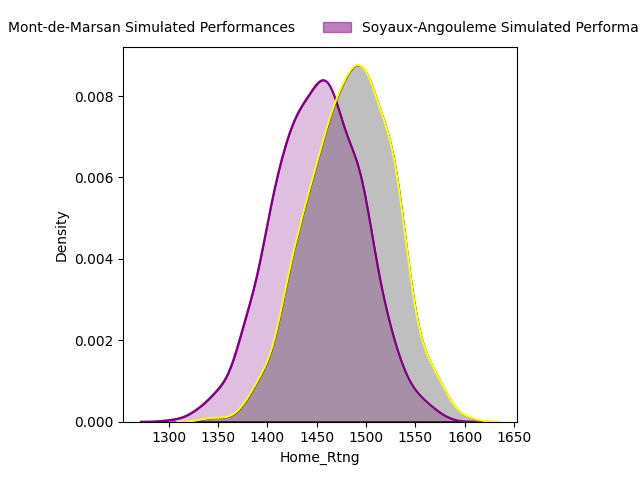 Mont-de-Marsan Simulated Performances Soyaux-Angouleme Simulated Performa
0.008
0.006
0.004
0.002
0.000
Density
1300 1350 1400 1450 1500 1550 1600 1650
Home_Rtng